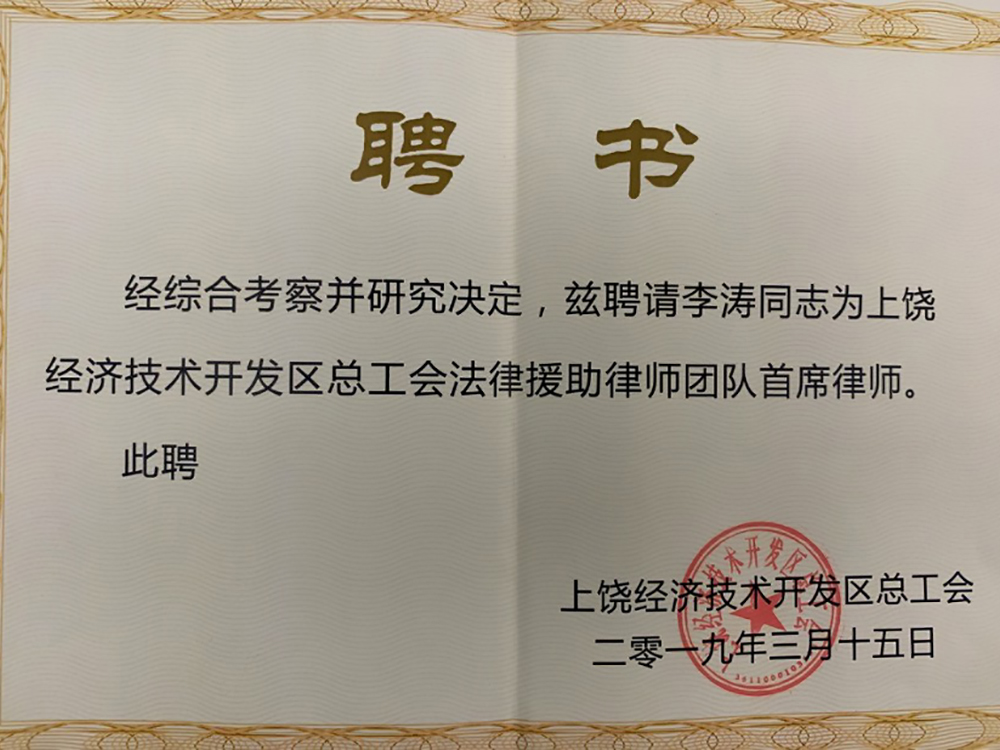 聘书
经综合考察并研究决定，兹聘请李涛同志为上饶
经济技术开发区总工会法律援助律师团队首席律师。
此聘
上饶经济技术开发区总工会
二零一九年三月十五日